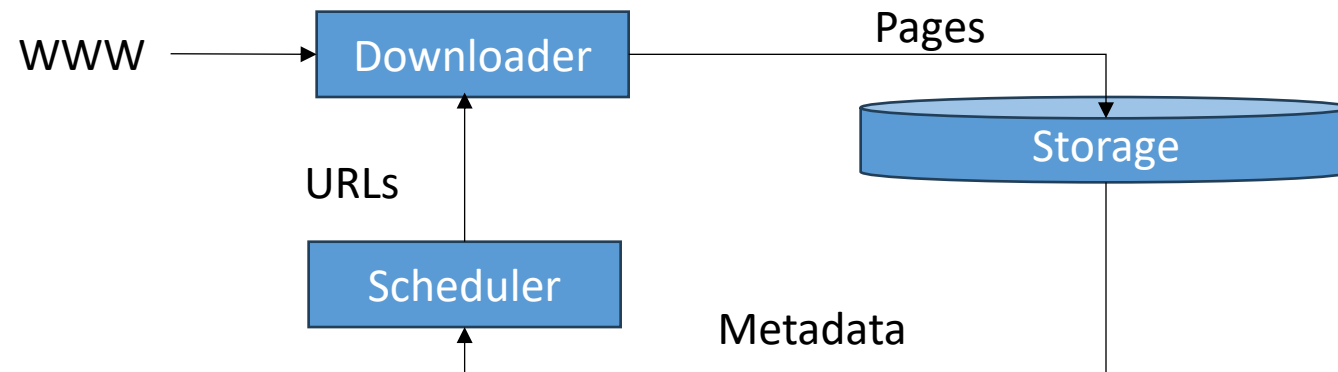 WWW
Downloader
Pages
Storage
URLs
Scheduler
Metadata